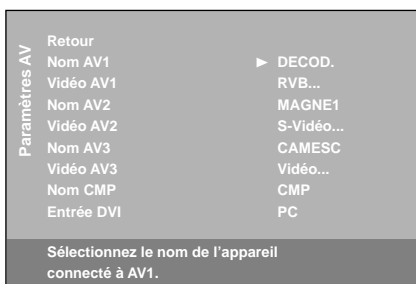 Paramètres AV
Retour
Nom AV1 ► DECOD.
Vidéo AV1 RVB...
Nom AV2 MAGNE1
Vidéo AV2 S-Vidéo...
Nom AV3 CAMESC
Vidéo AV3 Vidéo...
Nom CMP CMP
Entrée DVI PC
Sélectionnez le nom de l'appareil
connecté à AV1.